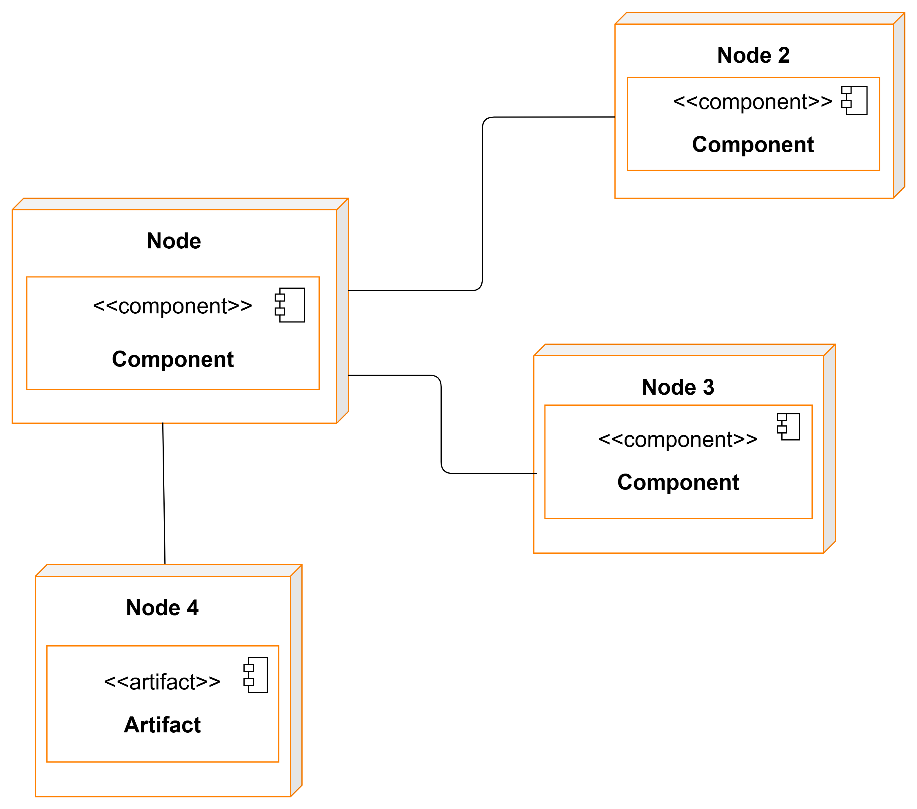 Node 2
<<component>>
Component
Node
<<component>>
Component
Node 3
<<component>>
Component
Node 4
<<artifact>>
Artifact